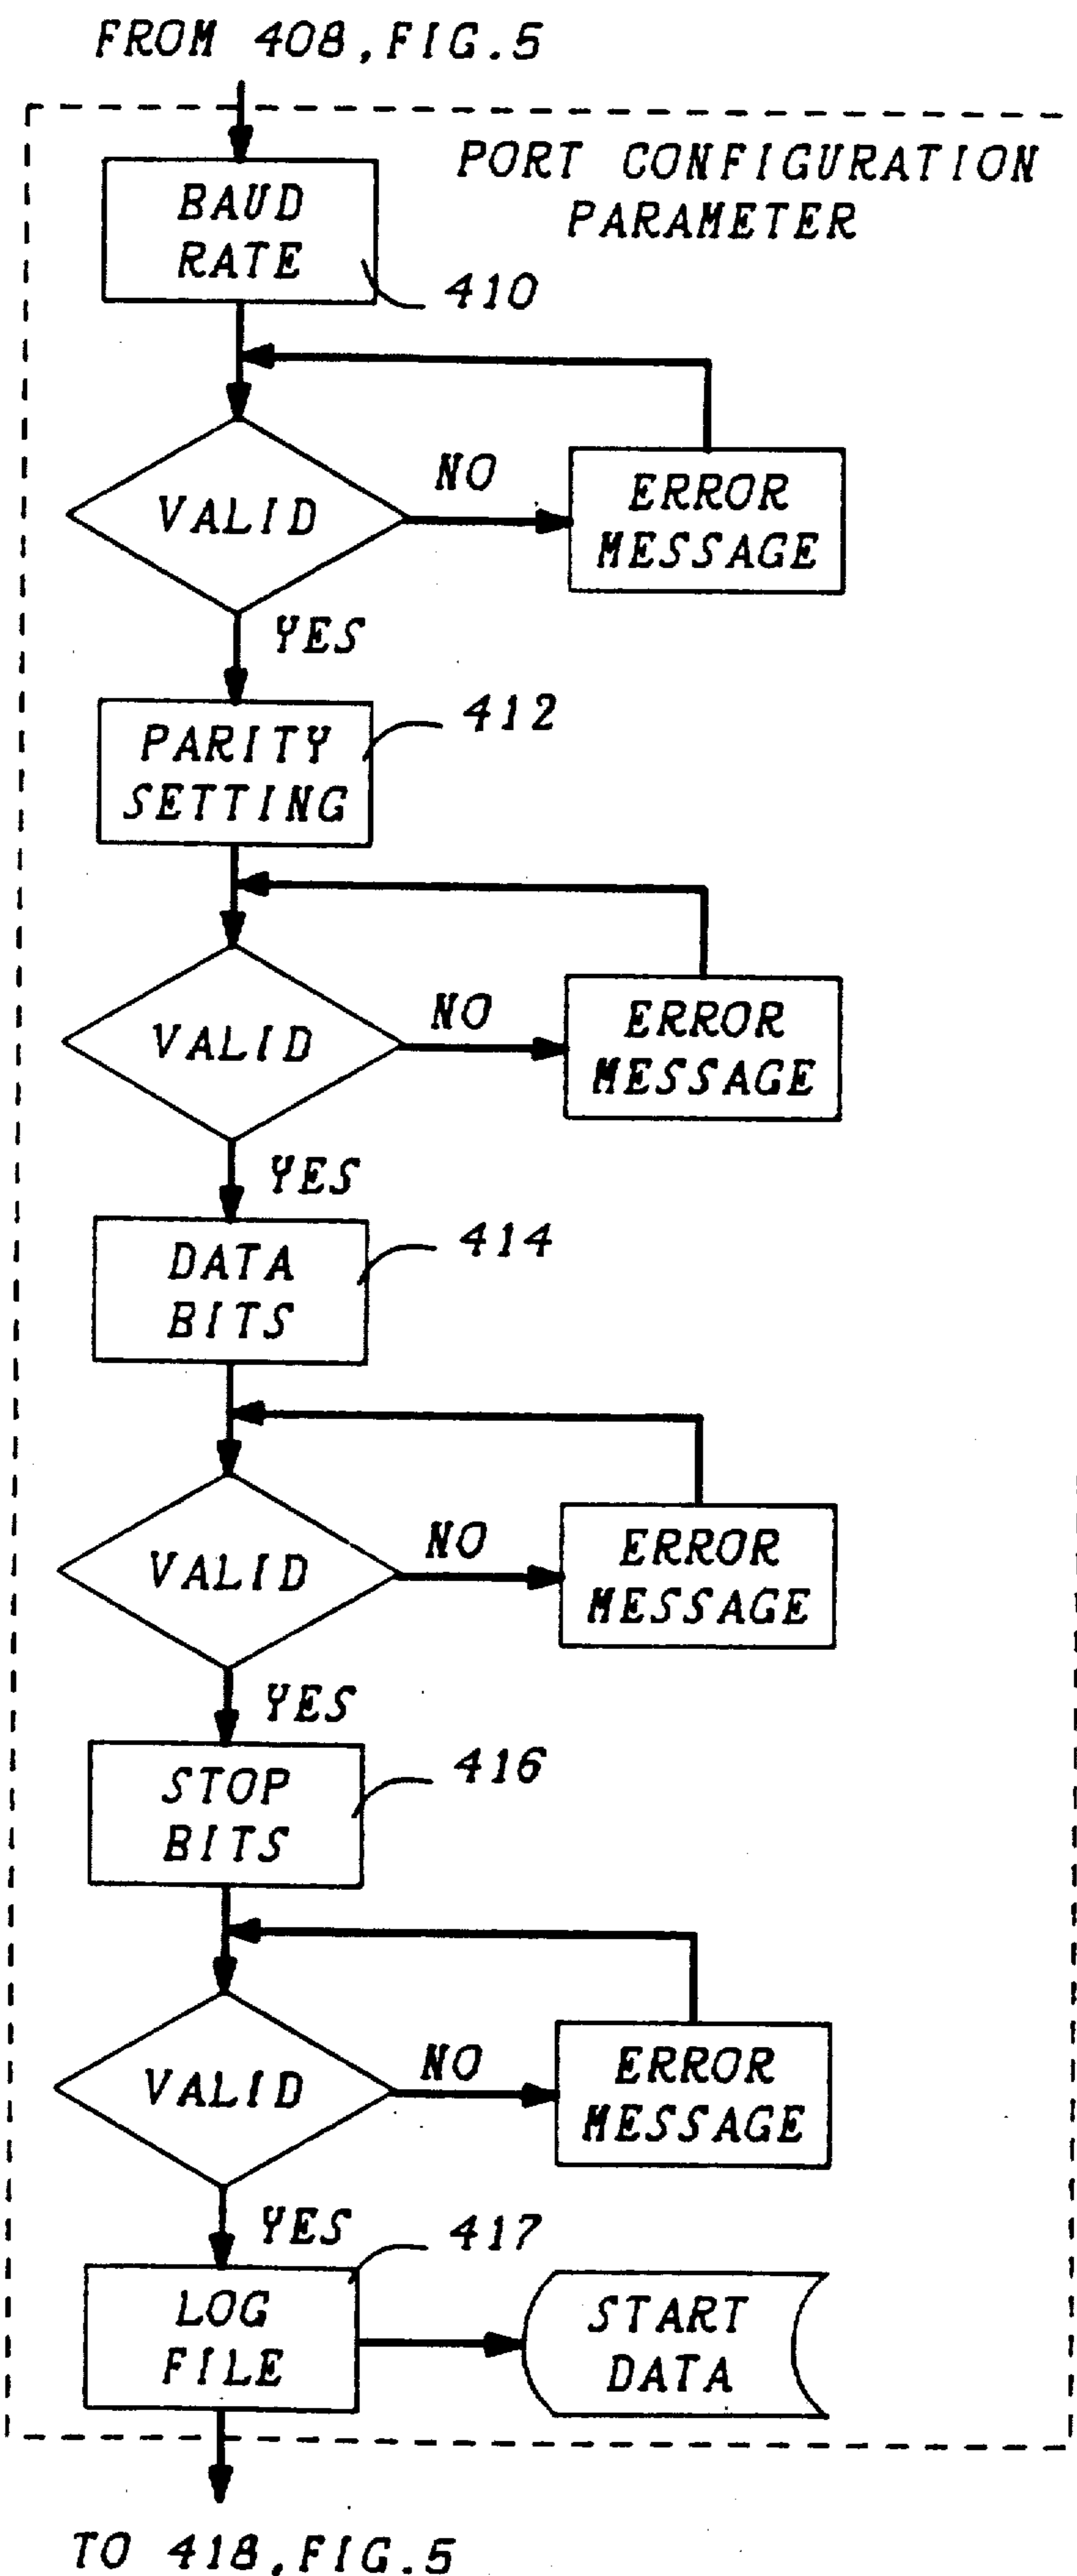 FROM 408, FIG.5
PORT CONFIGURATION
PARAMETER
BAUD
RATE
410
VALID
NO
ERROR
MESSAGE
YES
PARITY
SETTING
412
VALID
NO
ERROR
MESSAGE
YES
DATA
BITS
414
VALID
NO
ERROR
MESSAGE
YES
STOP
BITS
416
VALID
NO
ERROR
MESSAGE
YES
LOG
FILE
417
START
DATA
TO 418, FIG.5